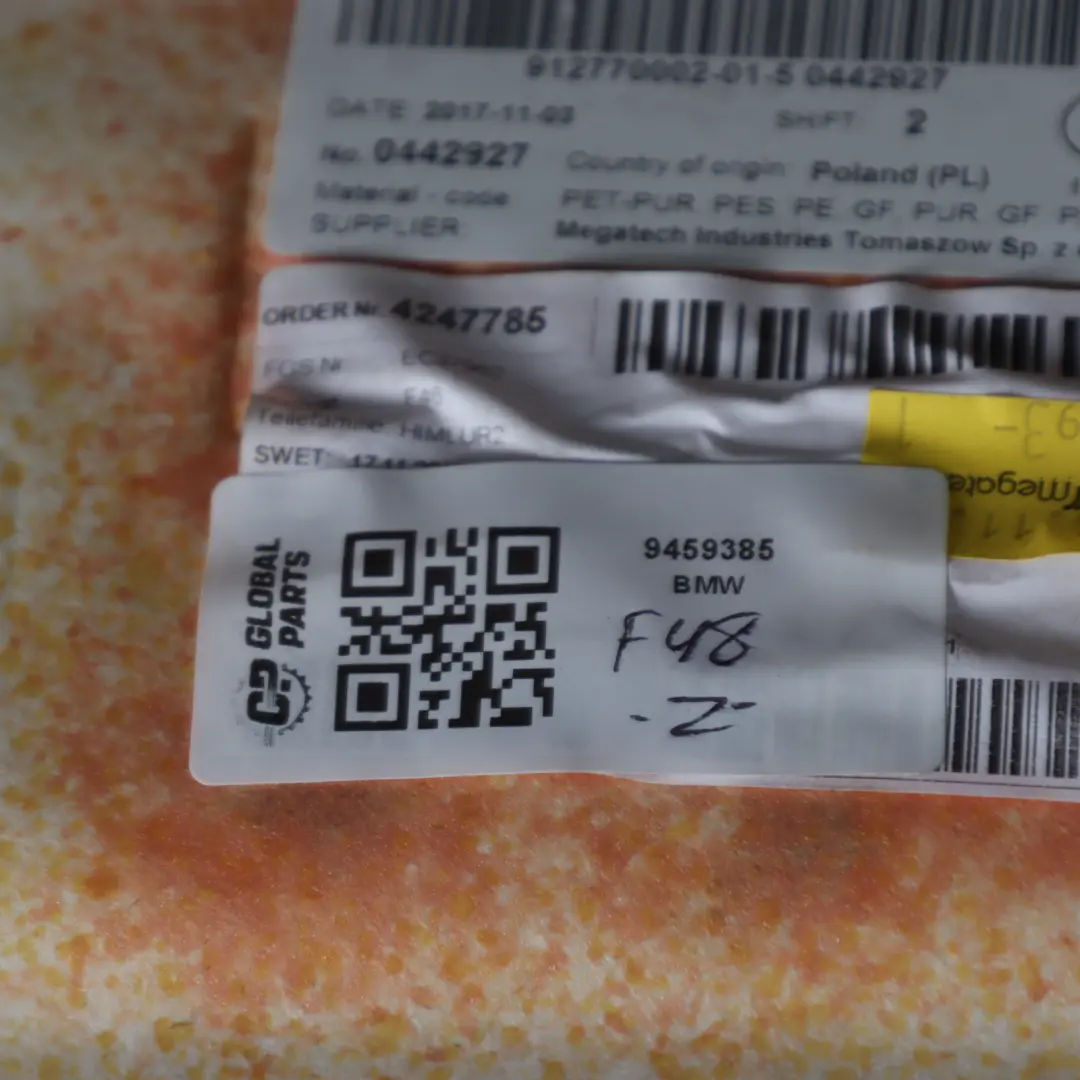 912770002-01-5 0442927
DATE 2017-11-03 SHIFT 2
No. 0442927 Country of origin Poland (PL)
Material - code PET-PUR PES PE GF PUR GF
SUPPLIER Megatech Industries Tomaszow Sp. z
ORDER Nr 4247785
SWET:
GLOBAL
PARTS
9459385
BMW
F48
-Z-